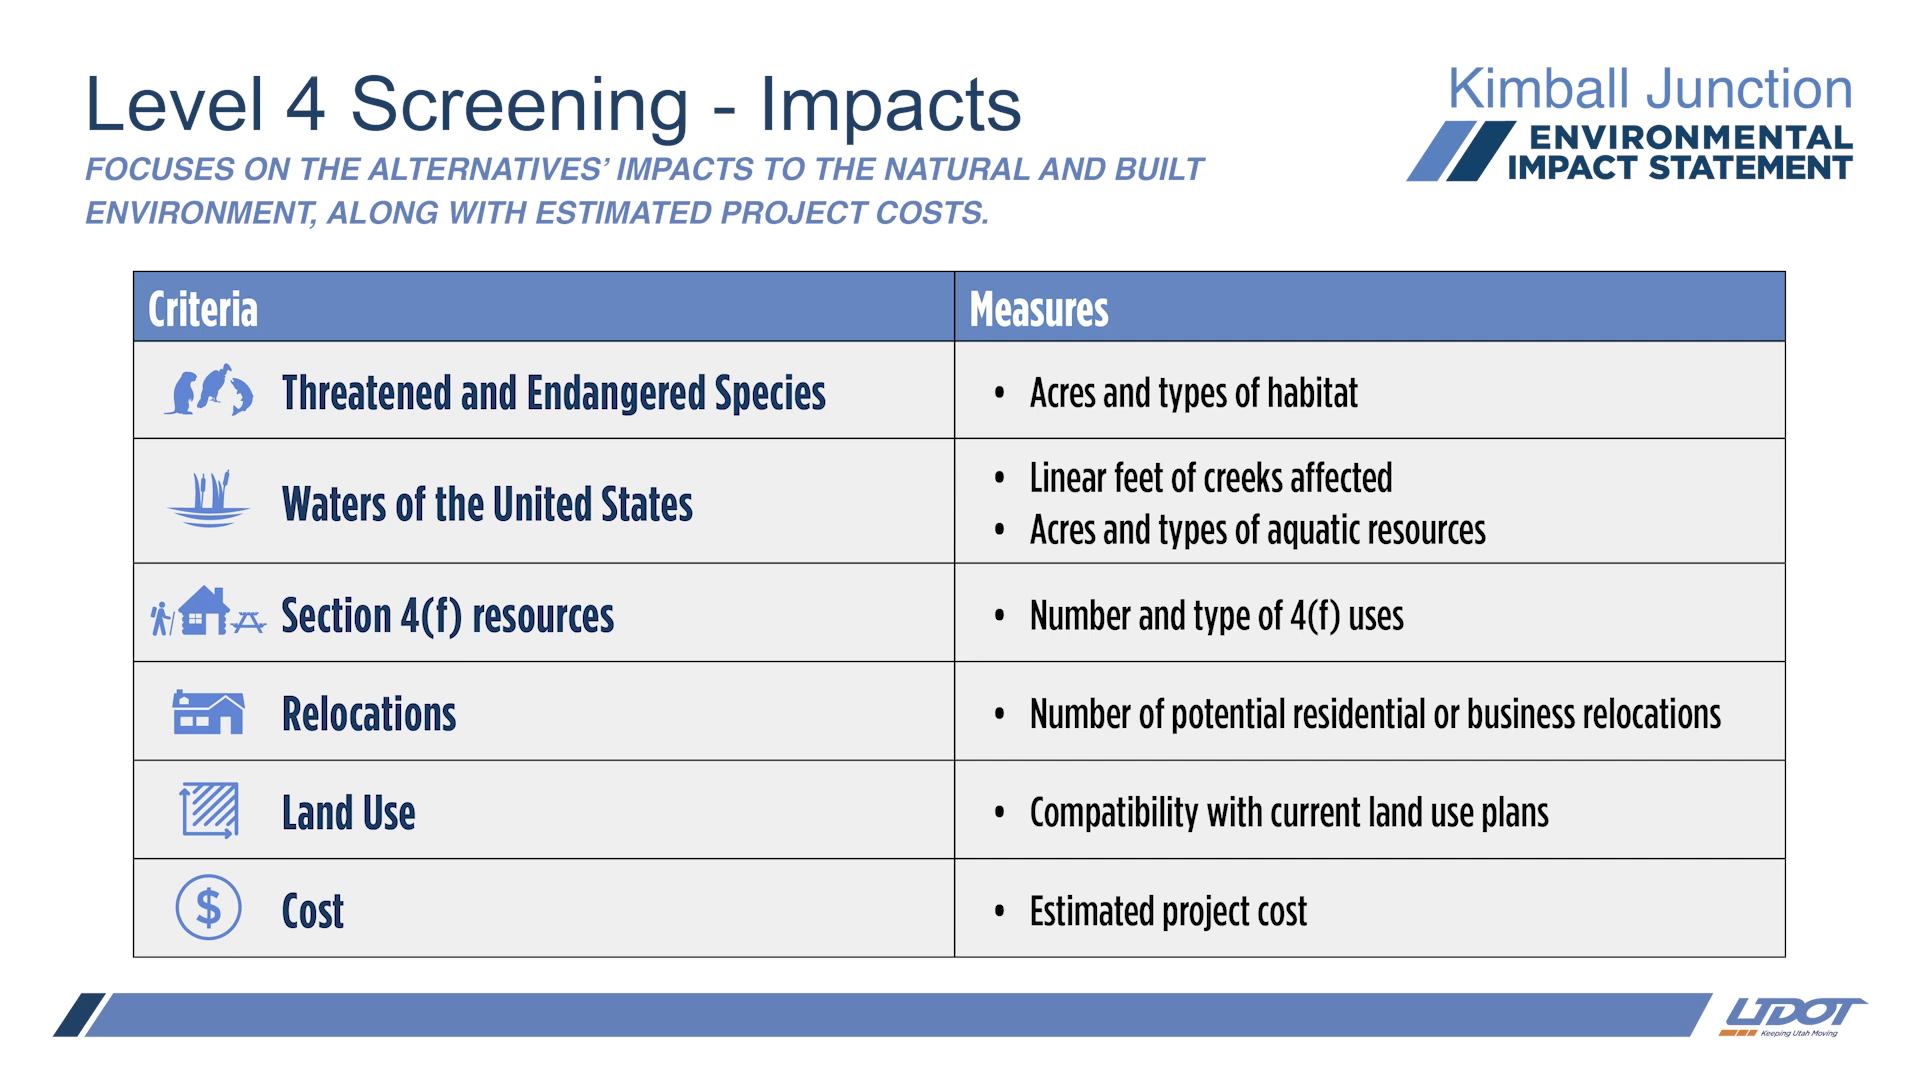 Level 4 Screening - Impacts
FOCUSES ON THE ALTERNATIVES’ IMPACTS TO THE NATURAL AND BUILT
ENVIRONMENT, ALONG WITH ESTIMATED PROJECT COSTS.
Kimball Junction
ENVIRONMENTAL
IMPACT STATEMENT
Criteria
Measures
Threatened and Endangered Species
• Acres and types of habitat
Waters of the United States
• Linear feet of creeks affected
• Acres and types of aquatic resources
Section 4(f) resources
• Number and type of 4(f) uses
Relocations
• Number of potential residential or business relocations
Land Use
• Compatibility with current land use plans
$
Cost
• Estimated project cost
UDOT
Keeping Utah Moving